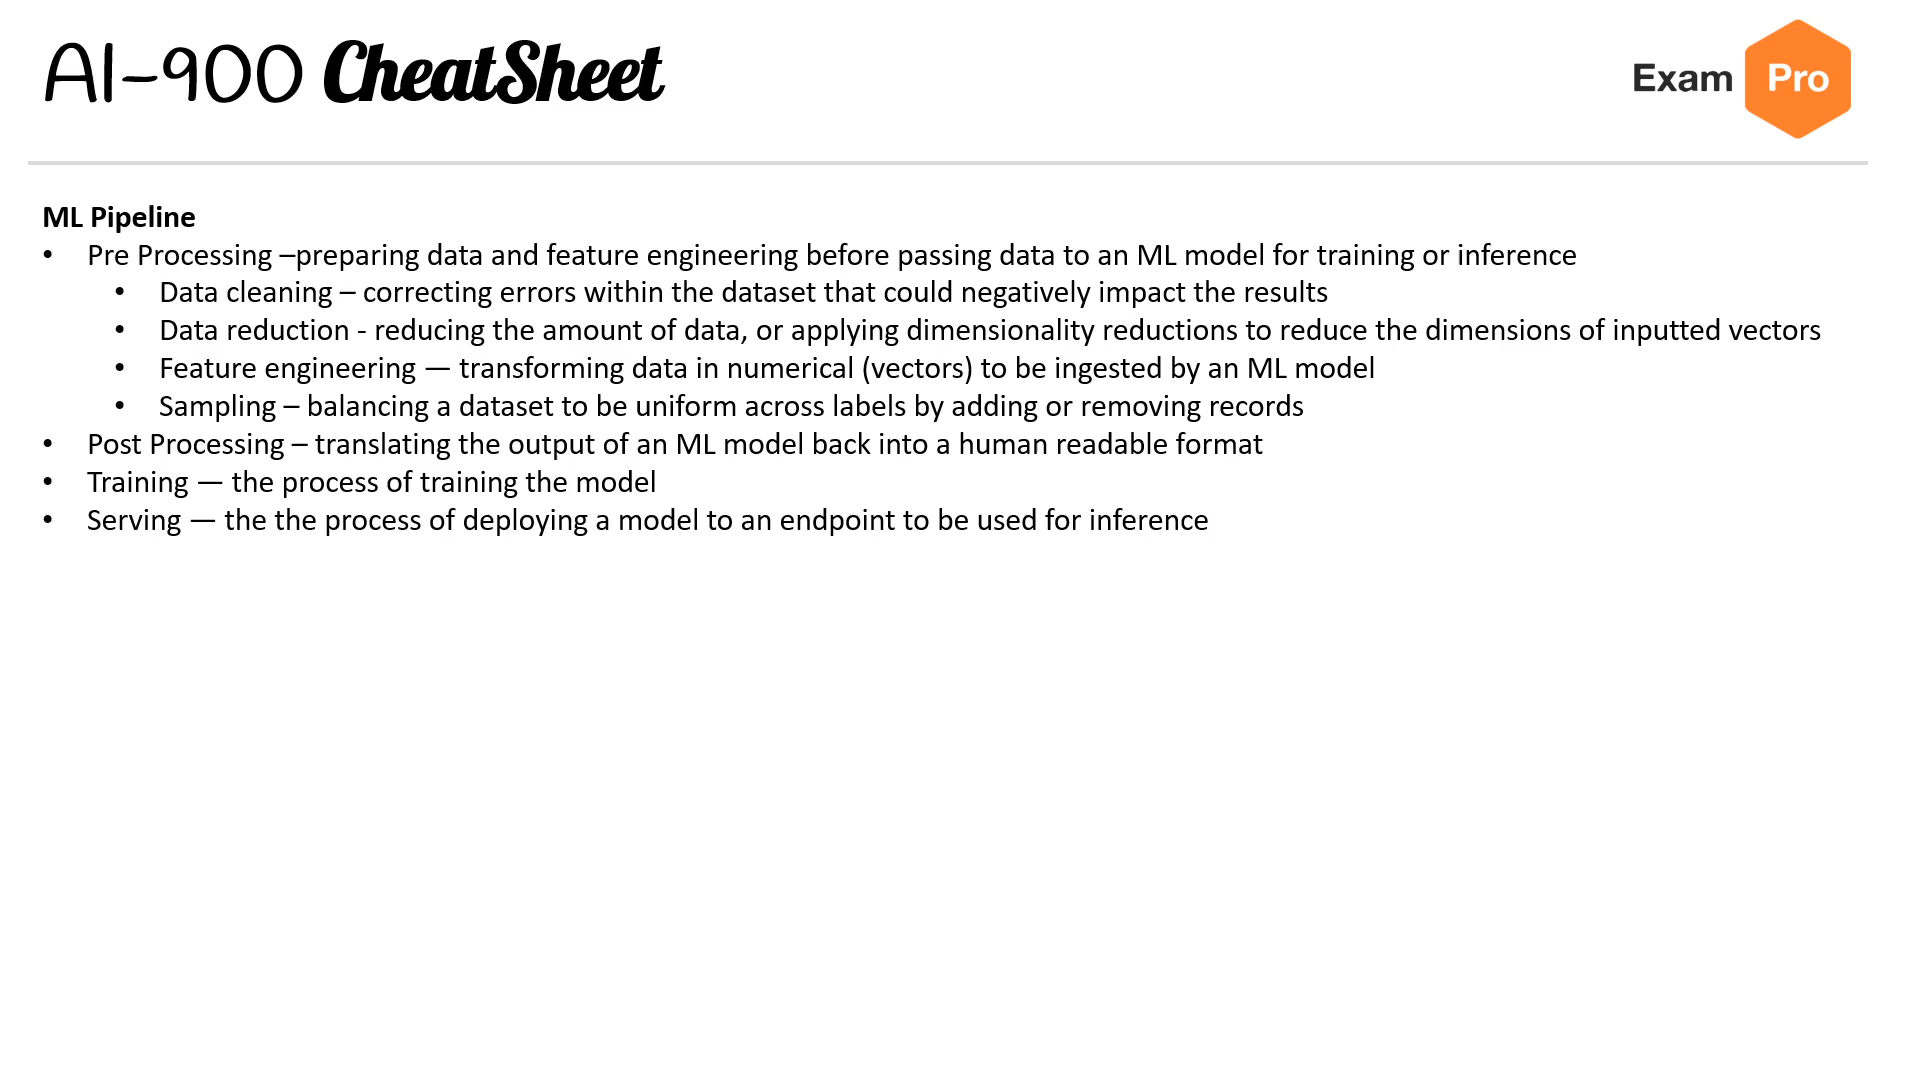 AI-900 CheatSheet
Exam Pro
ML Pipeline
• Pre Processing –preparing data and feature engineering before passing data to an ML model for training or inference
• Data cleaning – correcting errors within the dataset that could negatively impact the results
• Data reduction - reducing the amount of data, or applying dimensionality reductions to reduce the dimensions of inputted vectors
• Feature engineering — transforming data in numerical (vectors) to be ingested by an ML model
• Sampling – balancing a dataset to be uniform across labels by adding or removing records
• Post Processing – translating the output of an ML model back into a human readable format
• Training — the process of training the model
• Serving — the the process of deploying a model to an endpoint to be used for inference